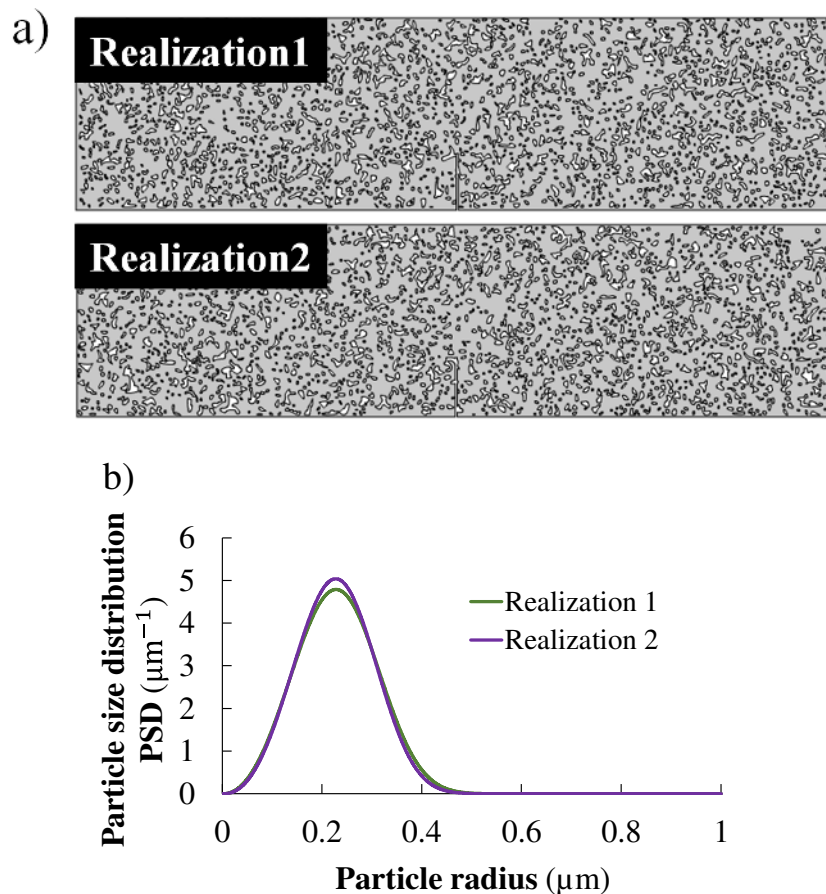 a)
Realization1
Realization2
b)
Particle size distribution
PSD (μm⁻¹)
6
5
4
3
2
1
0
Realization 1
Realization 2
0 0.2 0.4 0.6 0.8 1
Particle radius (μm)